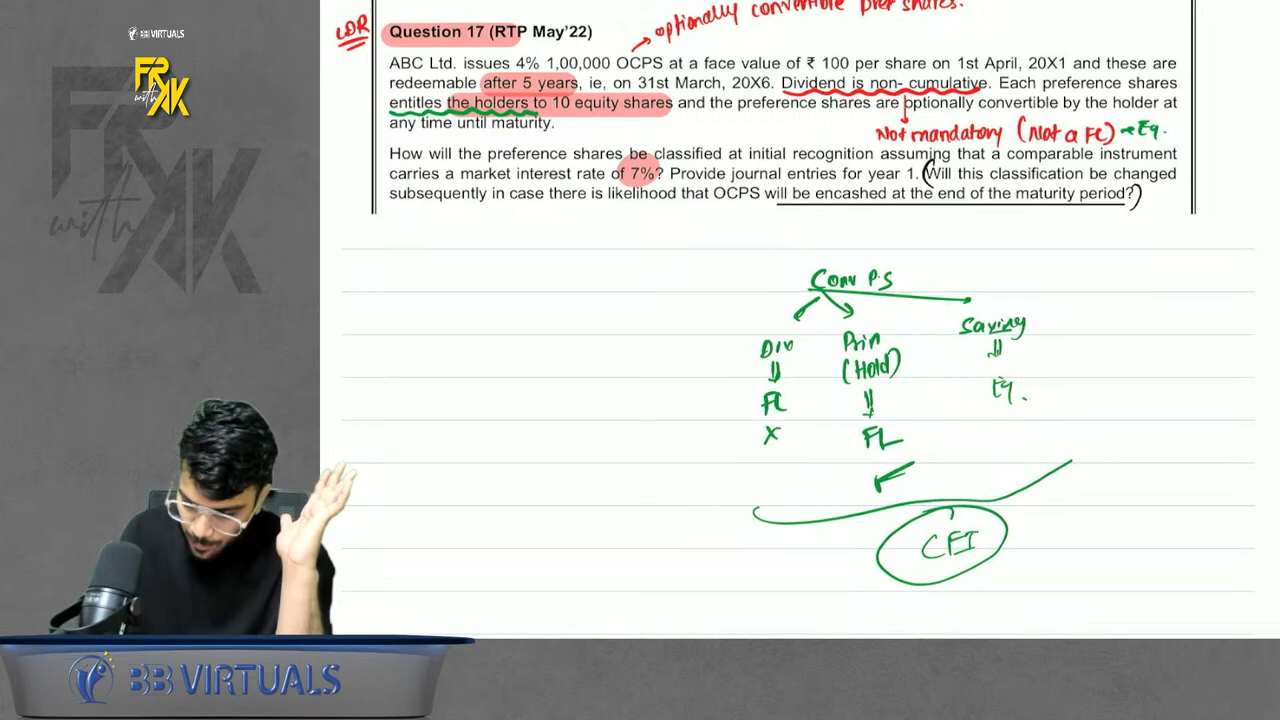 BB VIRTUALS
FR
with
AK
FR
with
AK
optionally convertible pref shares.
LDR
Question 17 (RTP May'22)
ABC Ltd. issues 4% 1,00,000 OCPS at a face value of ₹ 100 per share on 1st April, 20X1 and these are
redeemable after 5 years, ie, on 31st March, 20X6. Dividend is non- cumulative. Each preference shares
entitles the holders to 10 equity shares and the preference shares are optionally convertible by the holder at
any time until maturity.
Not mandatory (Not a FL) → Eq.
How will the preference shares be classified at initial recognition assuming that a comparable instrument
carries a market interest rate of 7%? Provide journal entries for year 1. (Will this classification be changed
subsequently in case there is likelihood that OCPS will be encashed at the end of the maturity period?)
Conv P.S
Div
Prin
(Hold)
Saving
FL
X
FL
Eq.
CFI
BB VIRTUALS